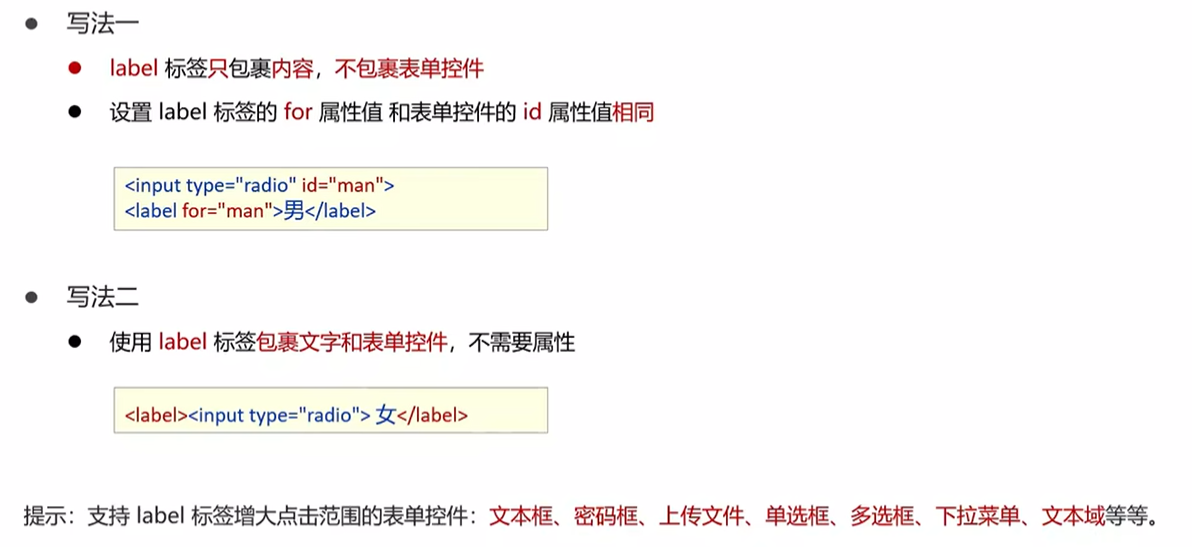 写法一
label 标签只包裹内容，不包裹表单控件
设置 label 标签的 for 属性值 和表单控件的 id 属性值相同
<input type="radio" id="man">
<label for="man">男</label>
写法二
使用 label 标签包裹文字和表单控件，不需要属性
<label><input type="radio"> 女</label>
提示：支持 label 标签增大点击范围的表单控件：文本框、密码框、上传文件、单选框、多选框、下拉菜单、文本域等等。